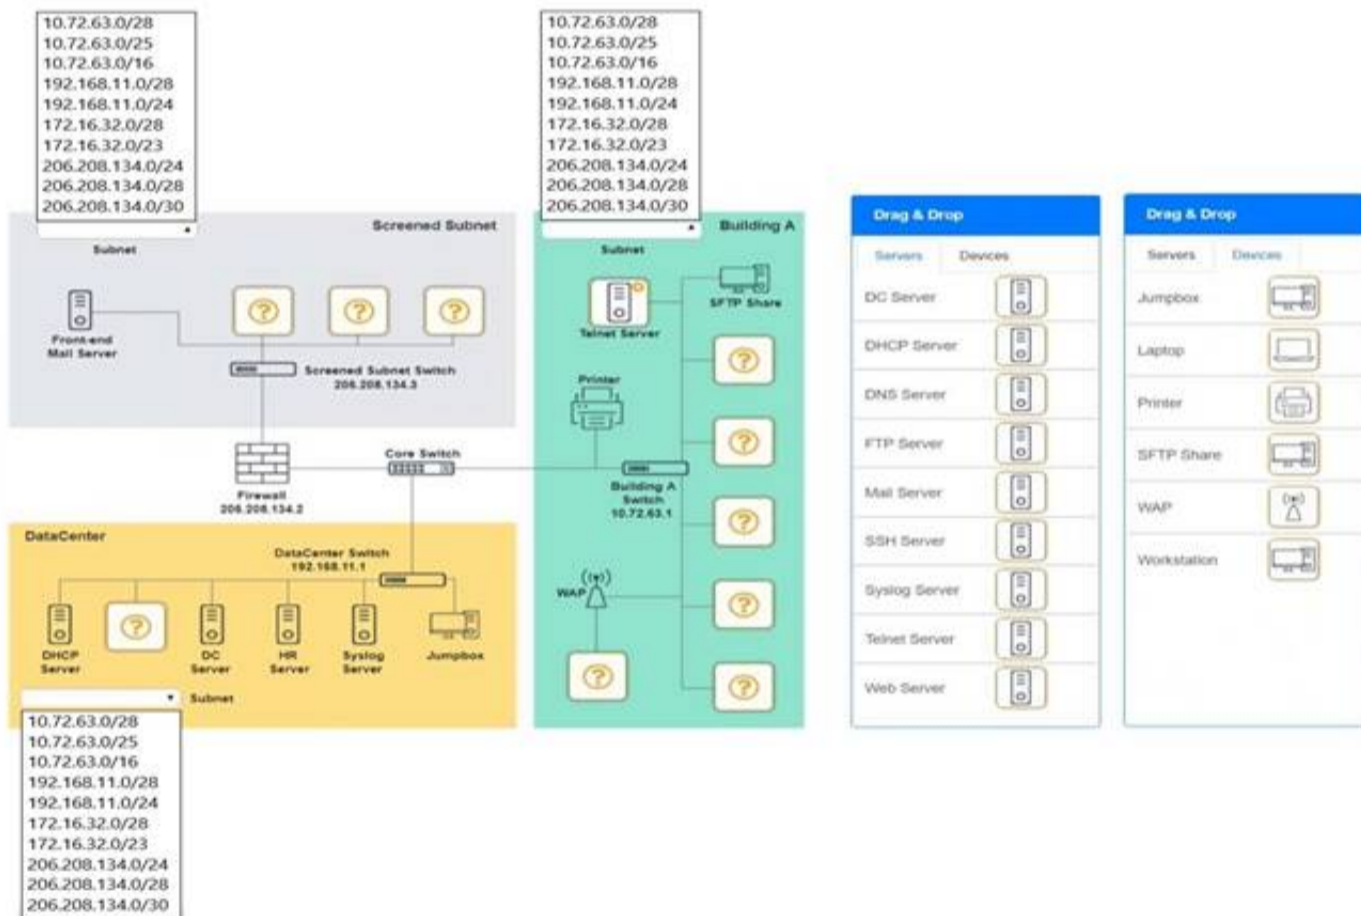 10.72.63.0/28
10.72.63.0/25
10.72.63.0/16
192.168.11.0/28
192.168.11.0/24
172.16.32.0/28
172.16.32.0/23
206.208.134.0/24
206.208.134.0/28
206.208.134.0/30
Subnet
Screened Subnet
Front-end
Mail Server
?
?
?
Screened Subnet Switch
206.208.134.3
Firewall
206.208.134.2
Core Switch
10.72.63.0/28
10.72.63.0/25
10.72.63.0/16
192.168.11.0/28
192.168.11.0/24
172.16.32.0/28
172.16.32.0/23
206.208.134.0/24
206.208.134.0/28
206.208.134.0/30
Subnet
Building A
Telnet Server
SFTP Share
Printer
?
?
Building A
Switch
10.72.63.1
?
WAP
?
?
?
DataCenter
DataCenter Switch
192.168.11.1
DHCP
Server
?
DC
Server
HR
Server
Syslog
Server
Jumpbox
Subnet
10.72.63.0/28
10.72.63.0/25
10.72.63.0/16
192.168.11.0/28
192.168.11.0/24
172.16.32.0/28
172.16.32.0/23
206.208.134.0/24
206.208.134.0/28
206.208.134.0/30
Drag & Drop
Servers Devices
DC Server
DHCP Server
DNS Server
FTP Server
Mail Server
SSH Server
Syslog Server
Telnet Server
Web Server
Drag & Drop
Servers Devices
Jumpbox
Laptop
Printer
SFTP Share
WAP
Workstation